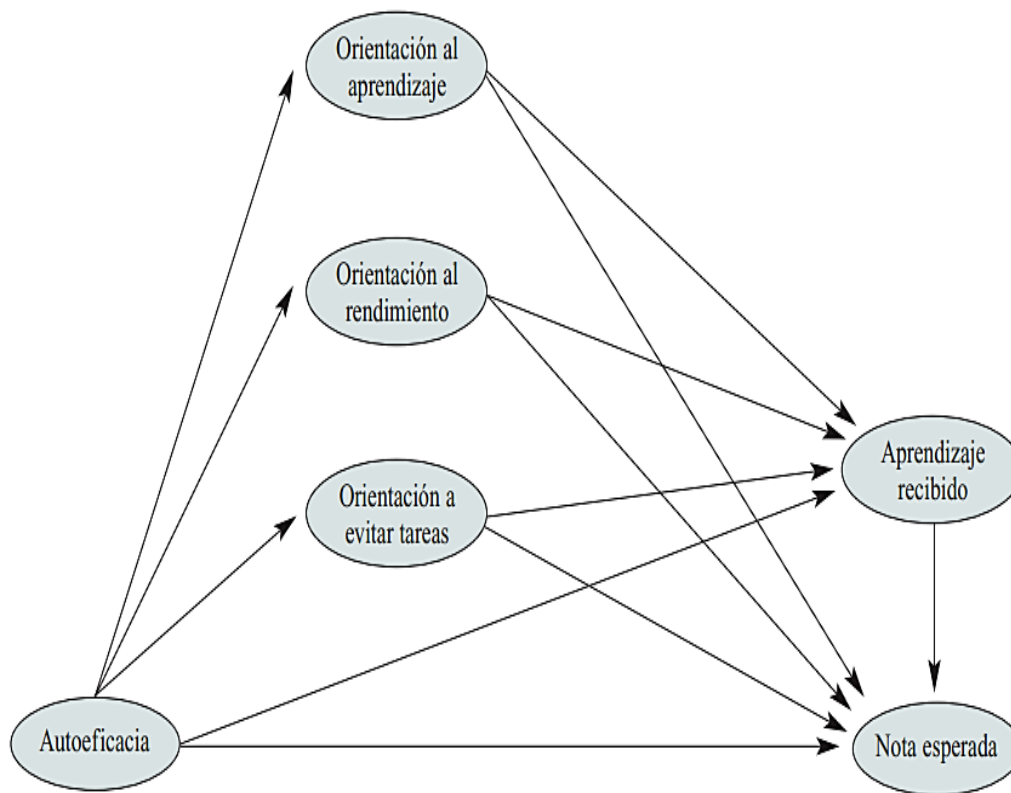 Orientación al
aprendizaje
Orientación al
rendimiento
Orientación a
evitar tareas
Aprendizaje
recibido
Autoeficacia
Nota esperada